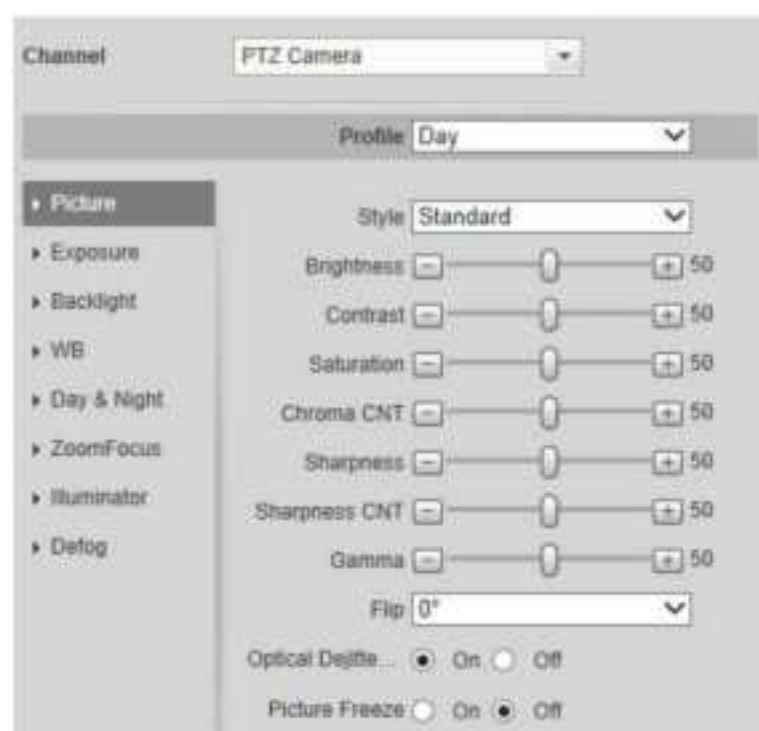 Channel PTZ Camera
Profile Day
Picture
Exposure
Backlight
WB
Day & Night
ZoomFocus
Illuminator
Defog
Style Standard
Brightness - + 50
Contrast - + 50
Saturation - + 50
Chroma CNT - + 50
Sharpness - + 50
Sharpness CNT - + 50
Gamma - + 50
Flip 0°
Optical Dejitte... On Off
Picture Freeze On Off